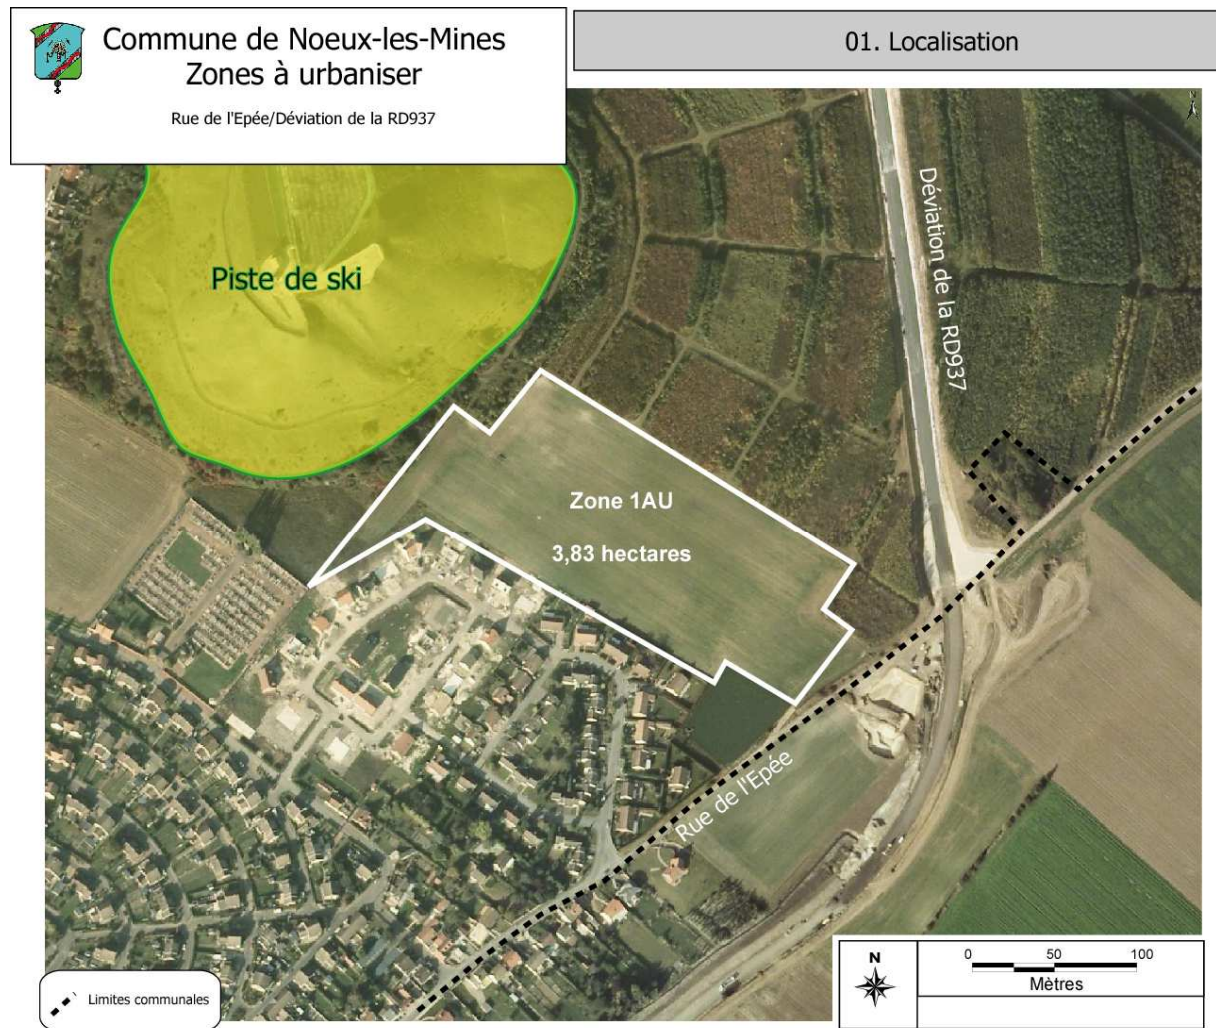 Commune de Noeux-les-Mines
Zones à urbaniser
Rue de l'Epée/Déviation de la RD937
01. Localisation
N
Déviation de la RD937
Piste de ski
Zone 1AU
3,83 hectares
Rue de l'Epée
Limites communales
N
0 50 100
Mètres